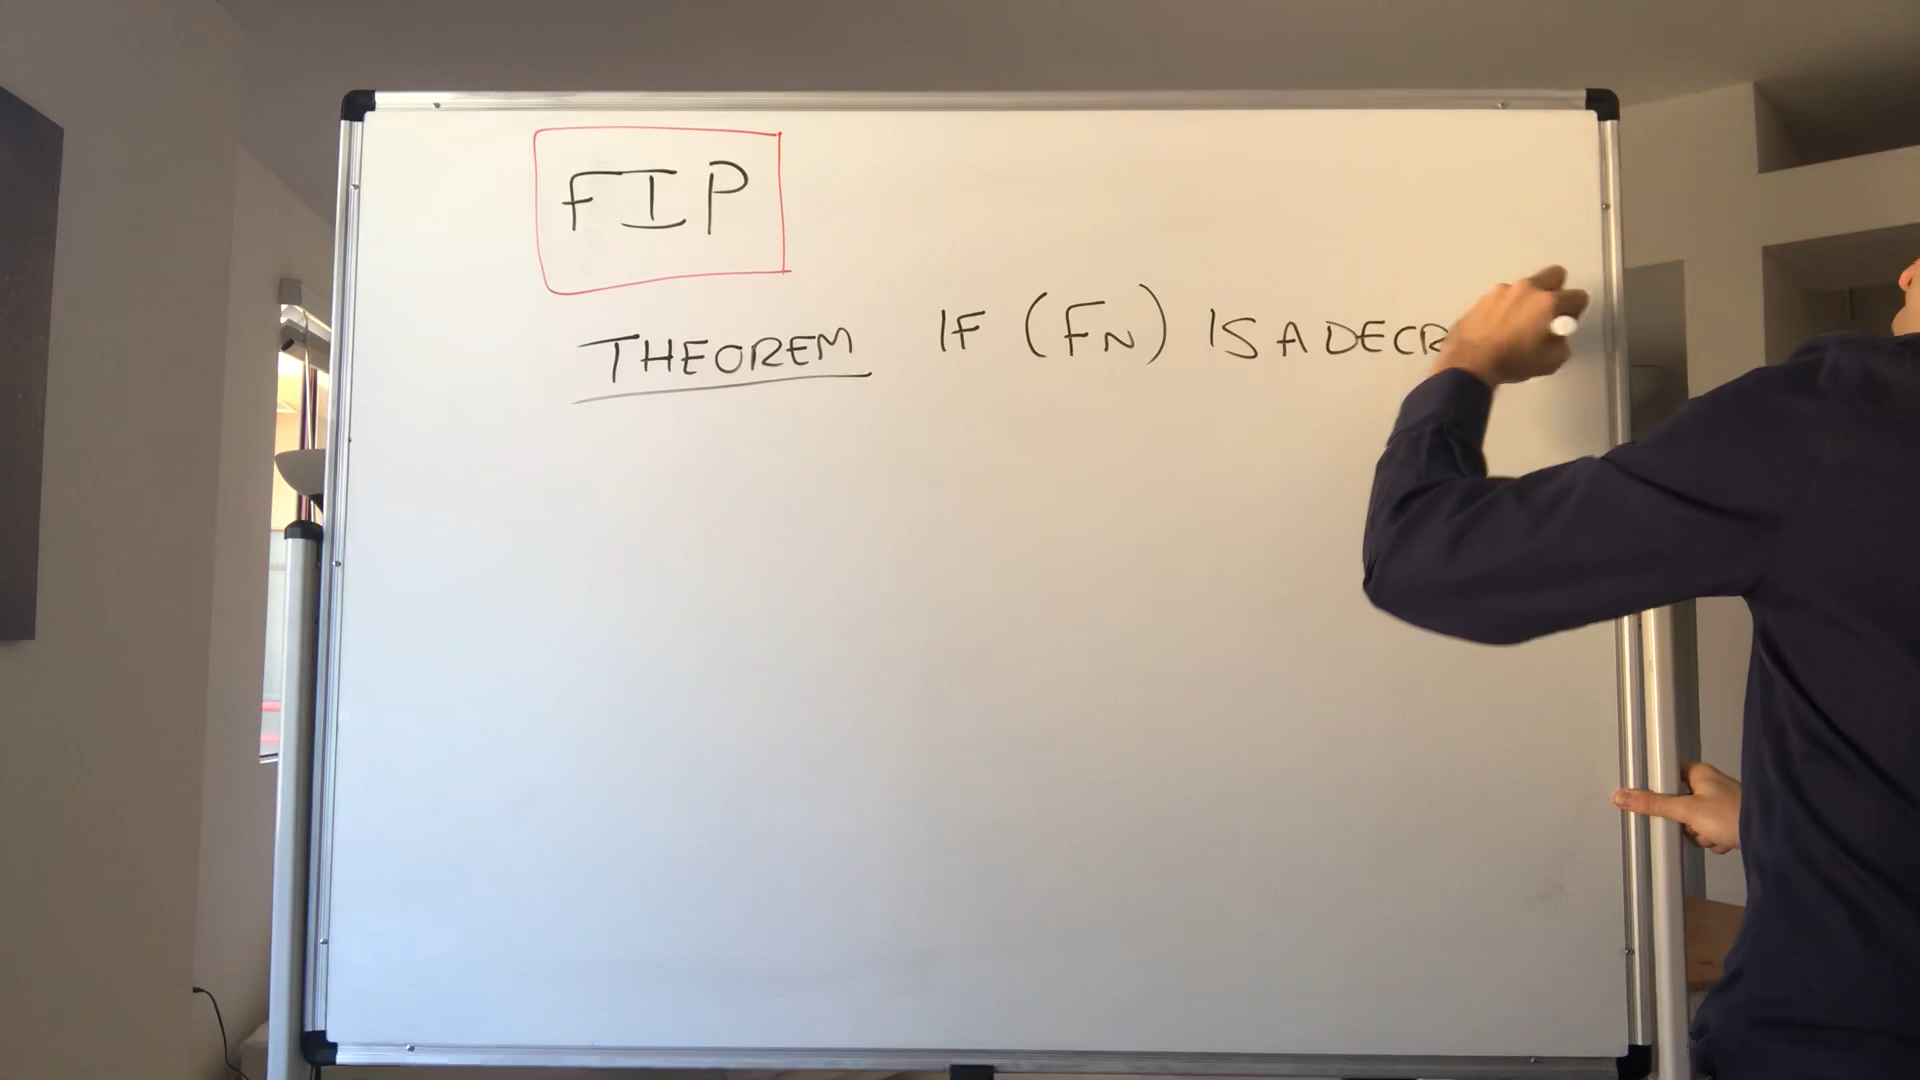 FIP
THEOREM IF (FN) IS A DECR